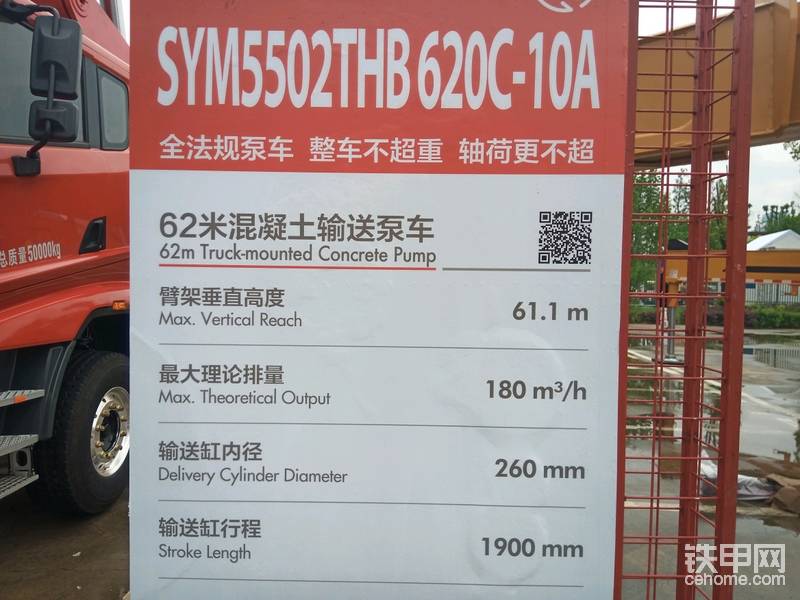 SYM5502THB 620C-10A
全法规泵车 整车不超重 轴荷更不超
62米混凝土输送泵车
62m Truck-mounted Concrete Pump
臂架垂直高度
Max. Vertical Reach
61.1 m
最大理论排量
Max. Theoretical Output
180 m³/h
输送缸内径
Delivery Cylinder Diameter
260 mm
输送缸行程
Stroke Length
1900 mm
总质量50000kg
铁甲网
cehome.com